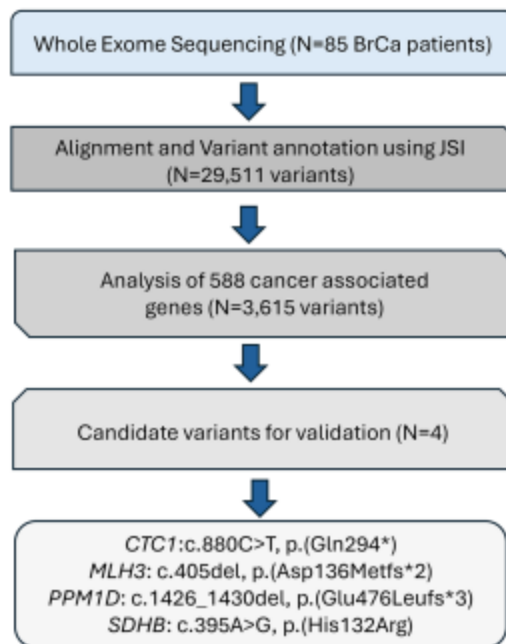 Whole Exome Sequencing (N=85 BrCa patients)
Alignment and Variant annotation using JSI
(N=29,511 variants)
Analysis of 588 cancer associated
genes (N=3,615 variants)
Candidate variants for validation (N=4)
CTC1:c.880C>T, p.(Gln294*)
MLH3: c.405del, p.(Asp136Metfs*2)
PPM1D: c.1426_1430del, p.(Glu476Leufs*3)
SDHB: c.395A>G, p.(His132Arg)